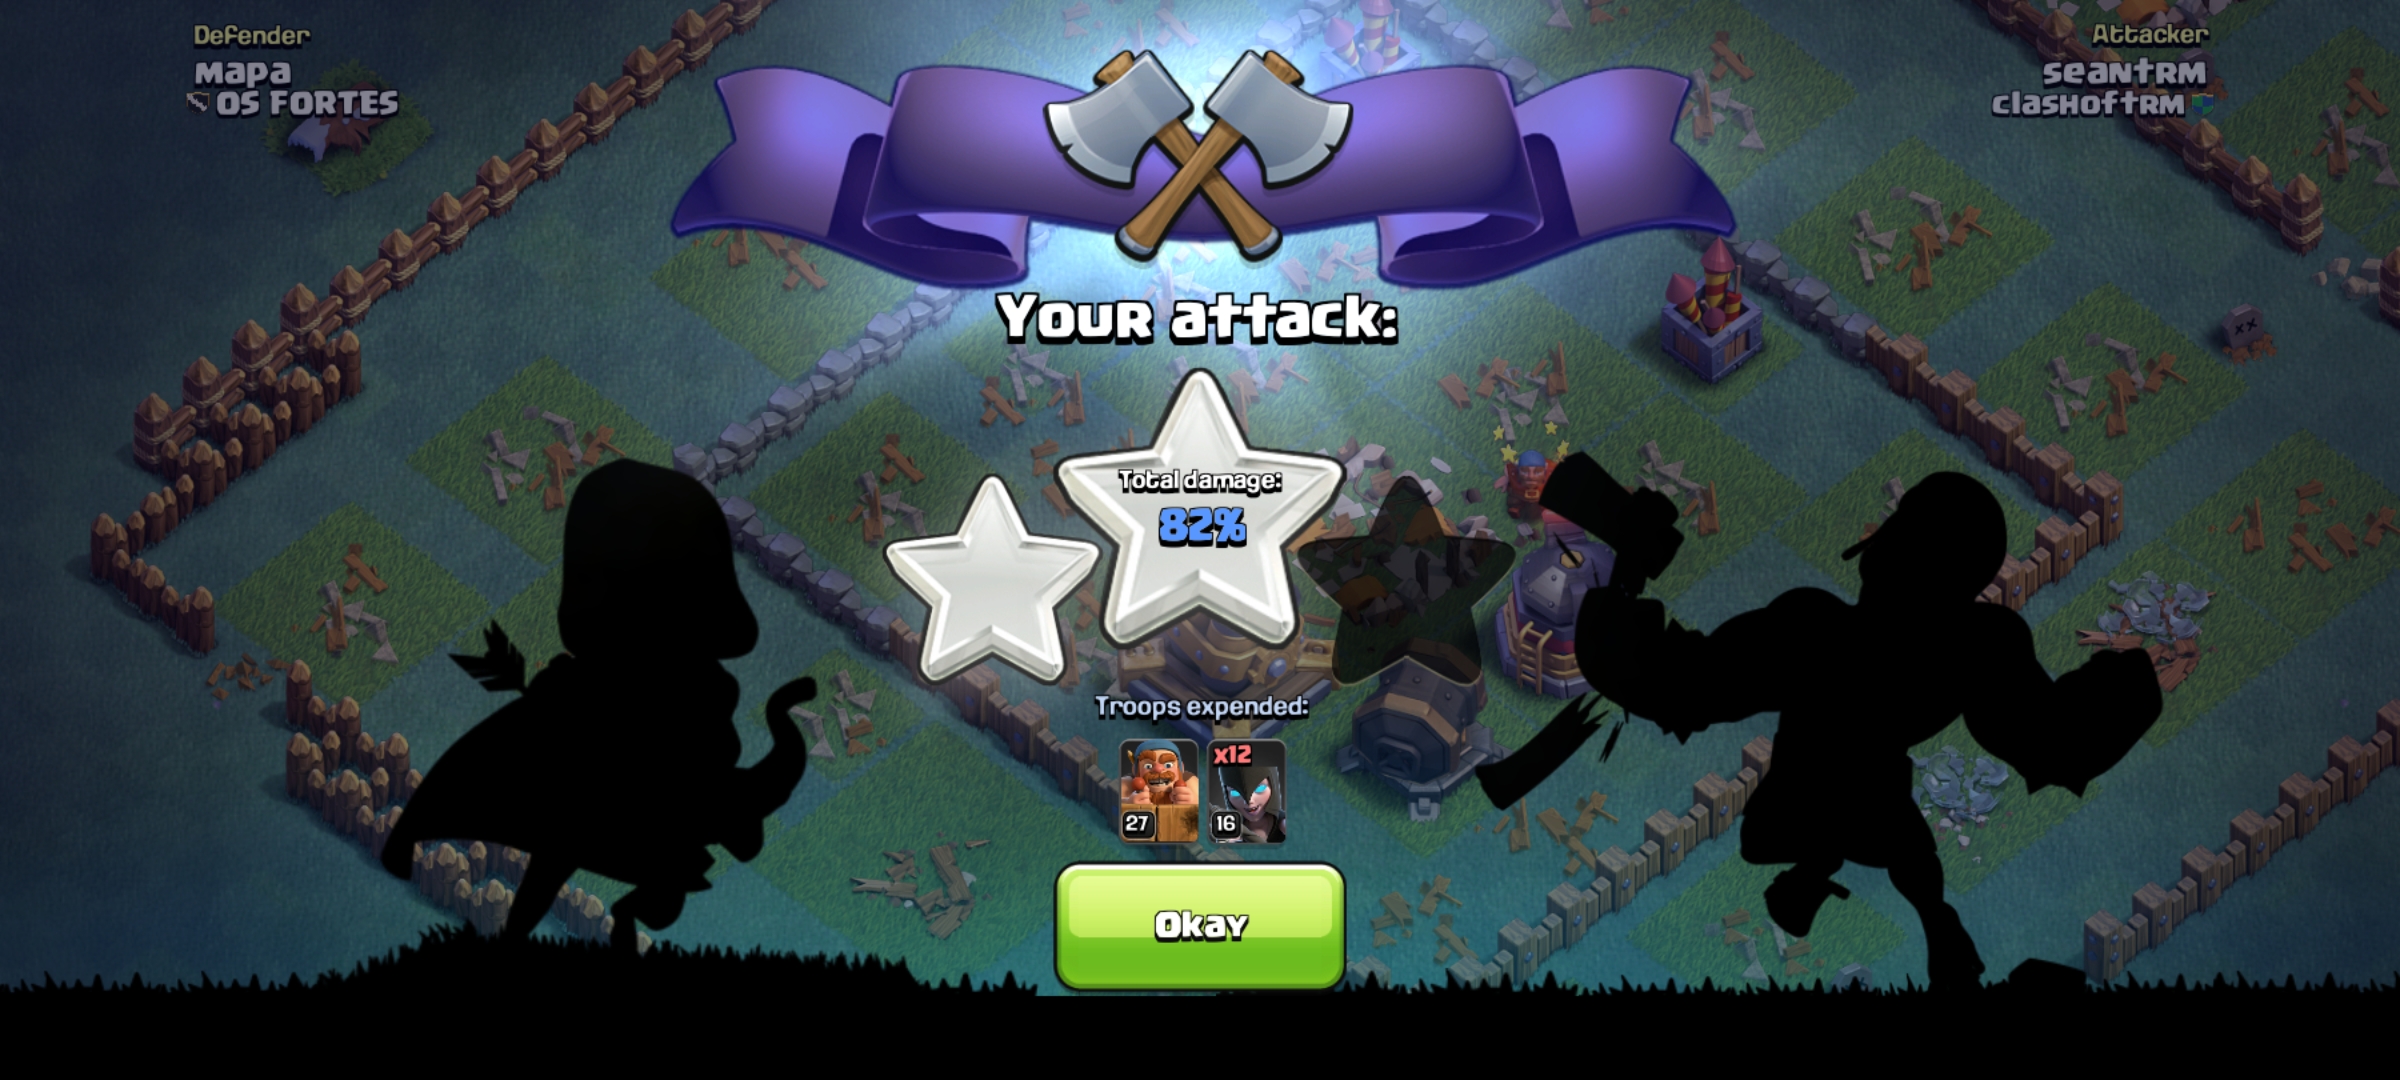 Defender
Mapa
OS FORTES
Attacker
seantRM
clashoftRM
Your attack:
Total damage:
82%
Troops expended:
x12
27
16
Okay